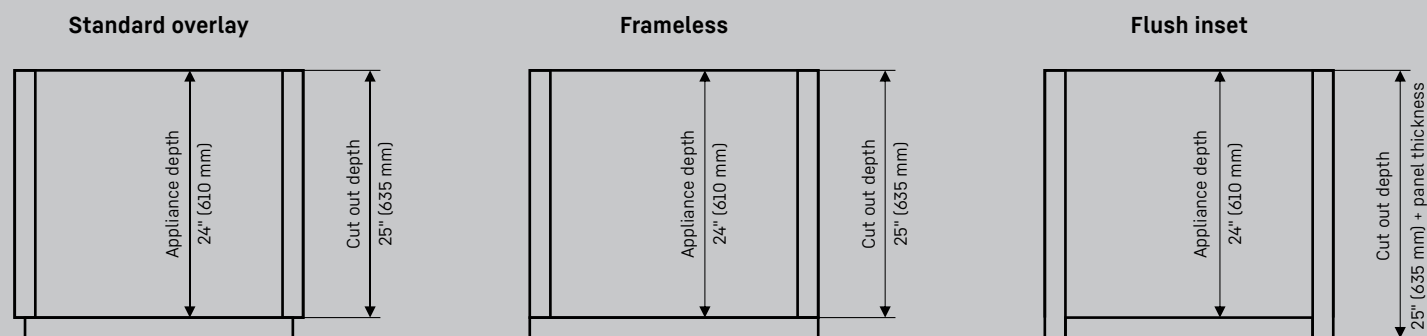 Standard overlay
Appliance depth
24" (610 mm)
Cut out depth
25" (635 mm)
Frameless
Appliance depth
24" (610 mm)
Cut out depth
25" (635 mm)
Flush inset
Appliance depth
24" (610 mm)
Cut out depth
25" (635 mm) + panel thickness